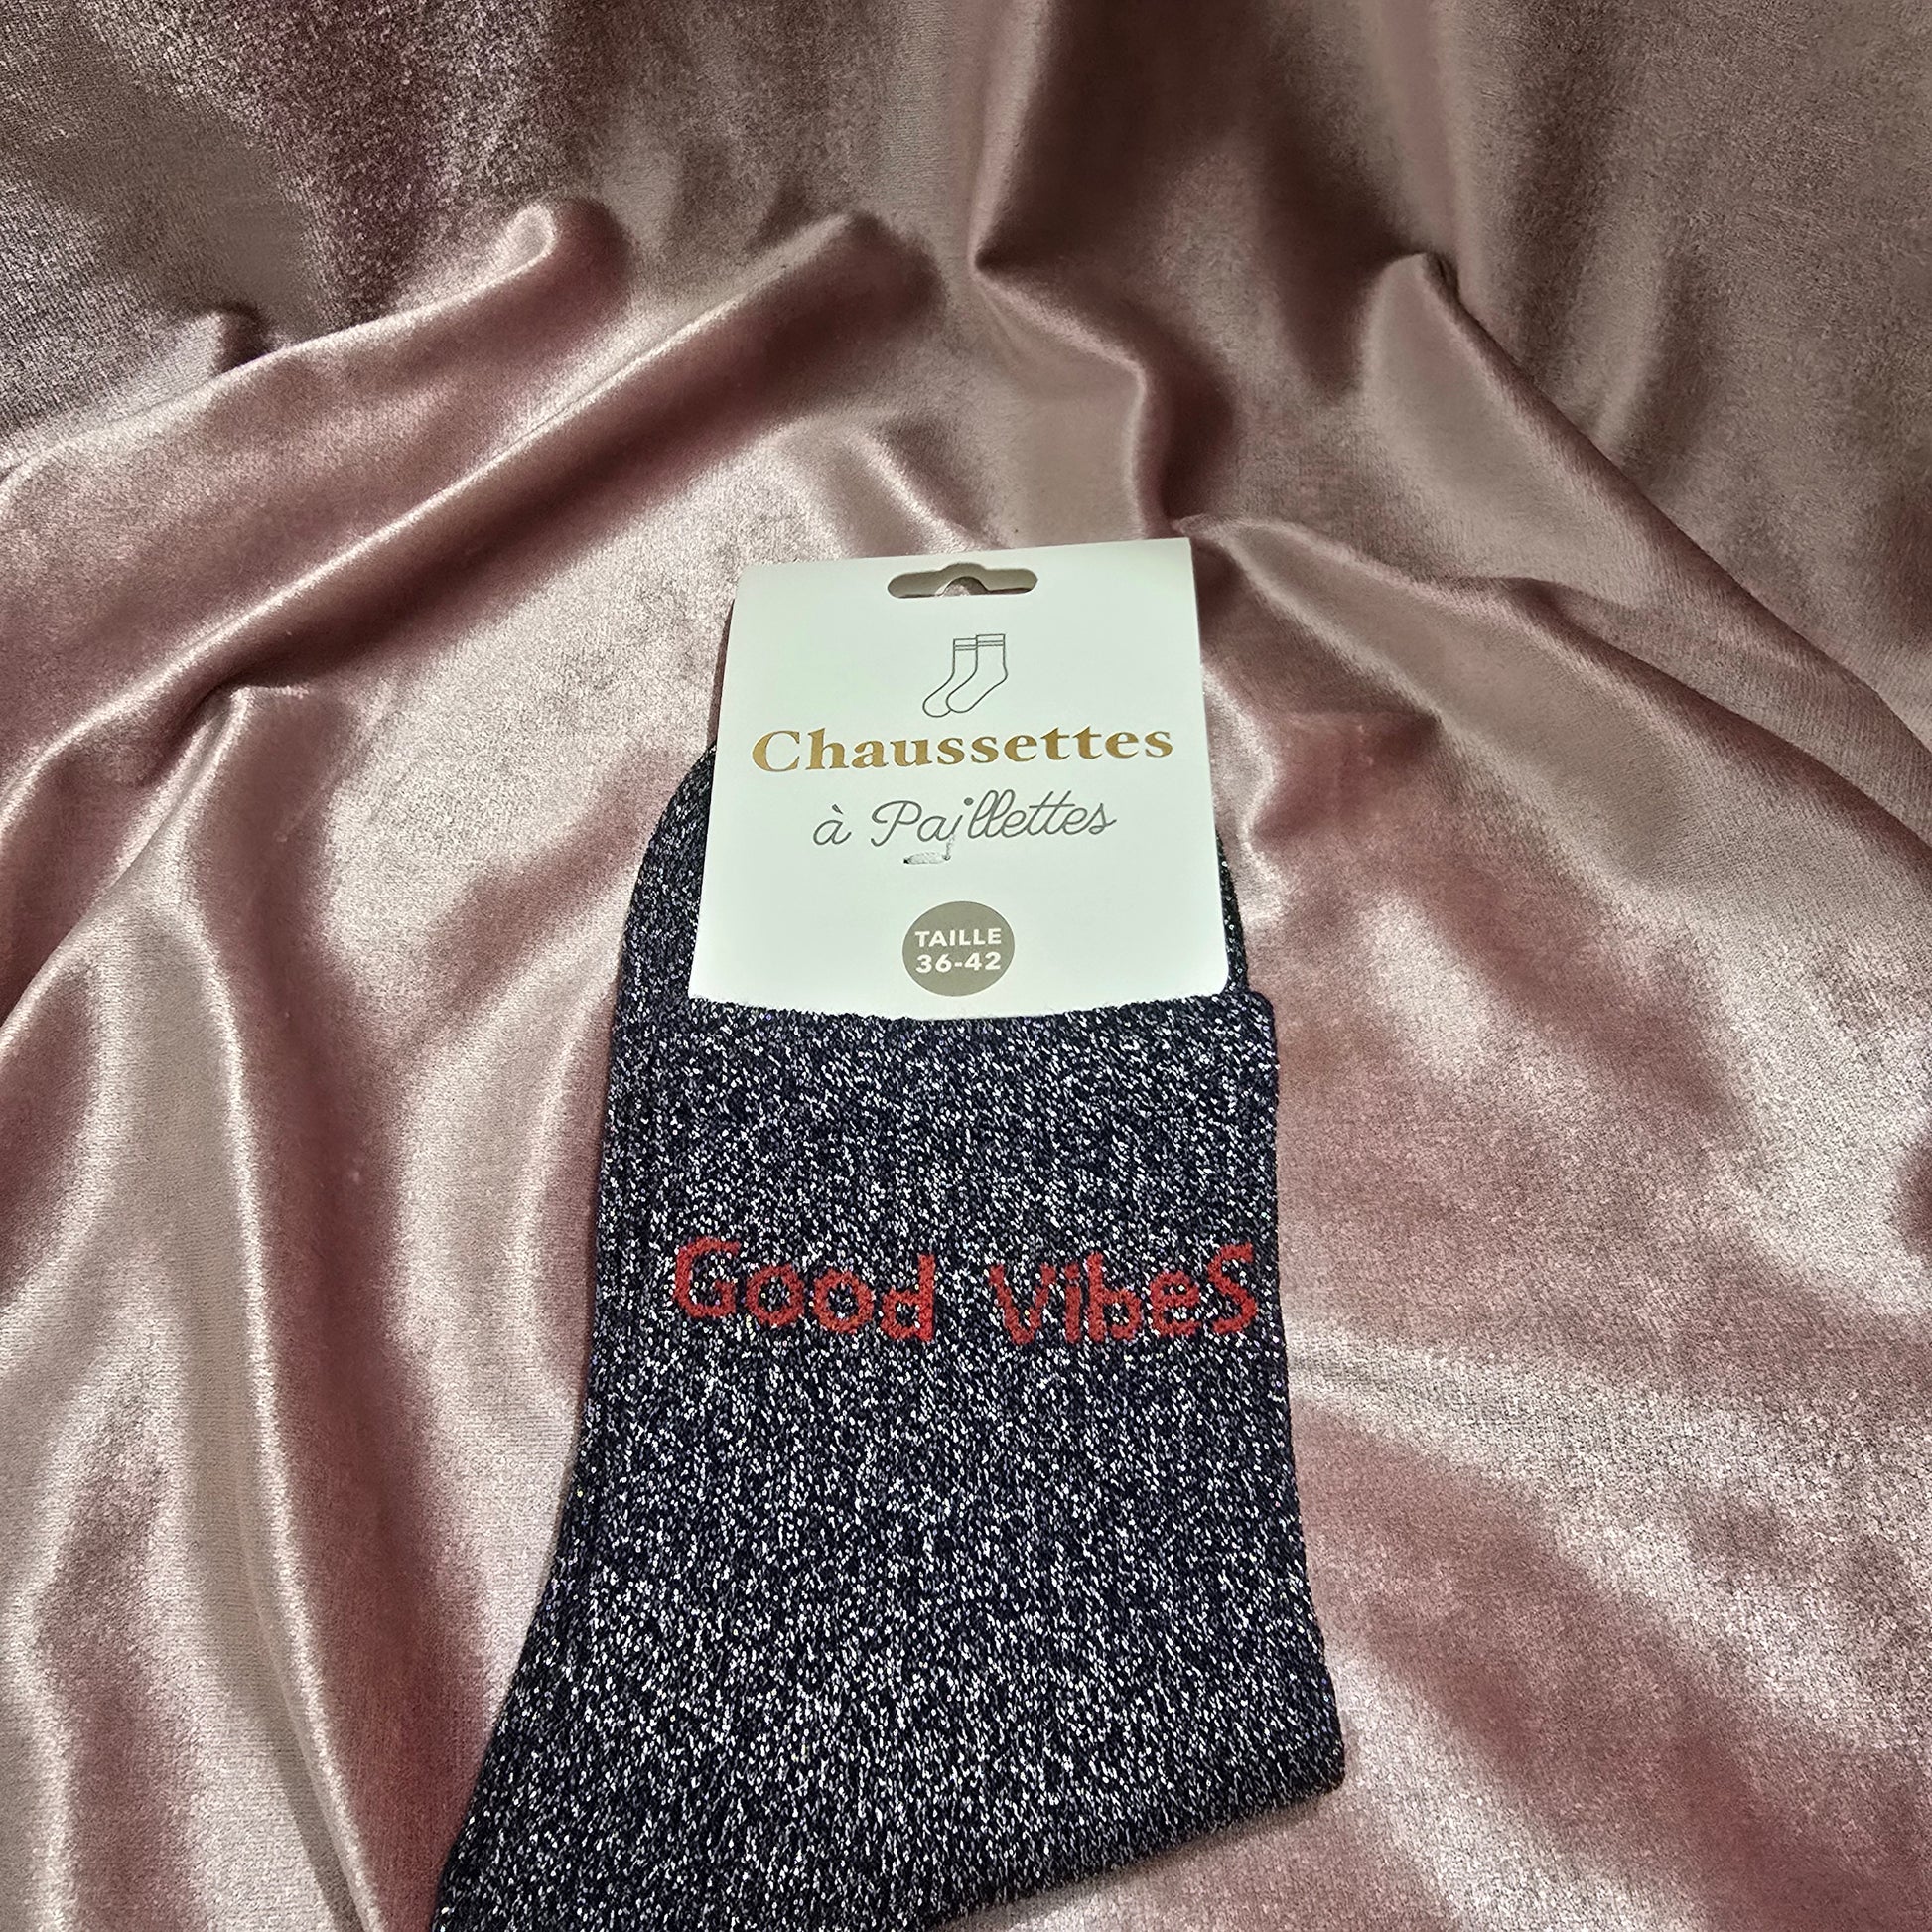 Chaussettes
à Paillettes
TAILLE
36-42
Good VibeS